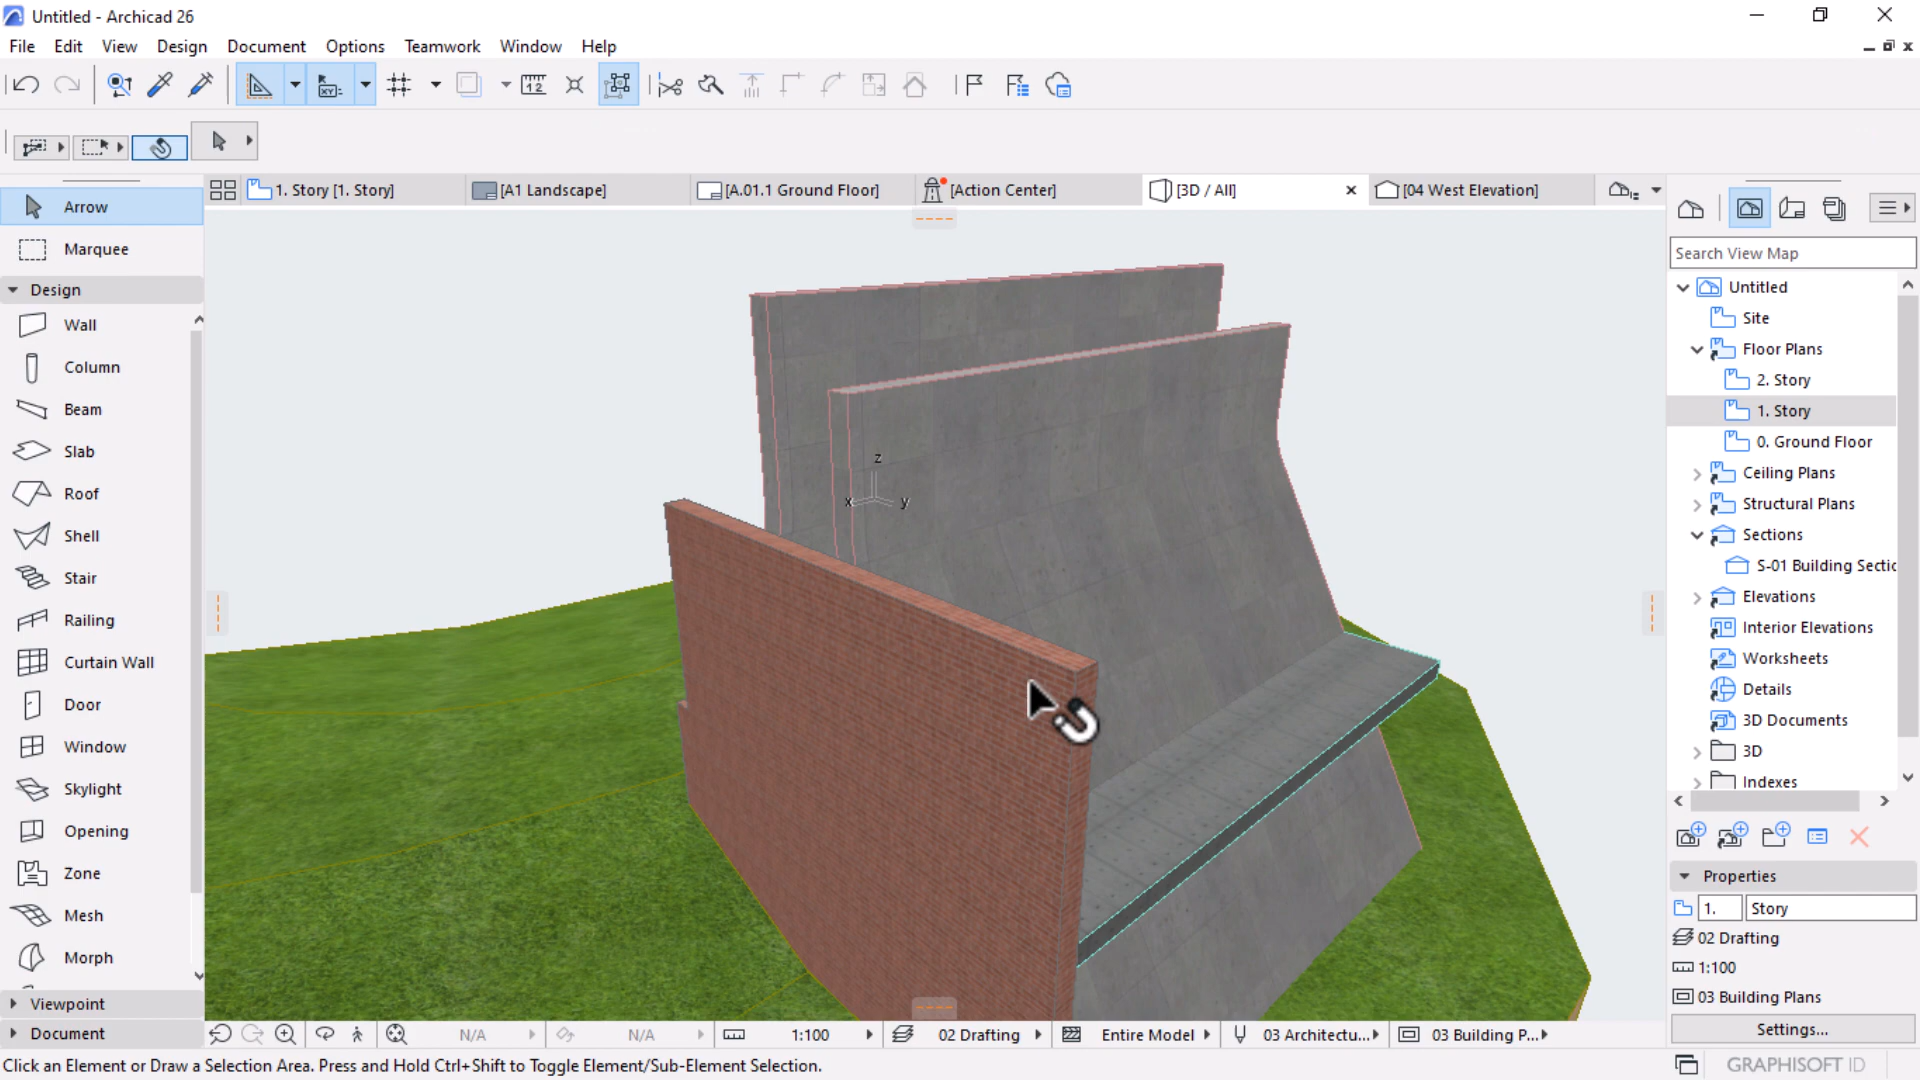 Untitled - Archicad 26
File Edit View Design Document Options Teamwork Window Help
1. Story [1. Story]
[A1 Landscape]
[A.01.1 Ground Floor]
[Action Center]
[3D / All]
[04 West Elevation]
Arrow
Marquee
Design
Wall
Column
Beam
Slab
Roof
Shell
Stair
Railing
Curtain Wall
Door
Window
Skylight
Opening
Zone
Mesh
Morph
Viewpoint
Document
z
x
y
Search View Map
Untitled
Site
Floor Plans
2. Story
1. Story
0. Ground Floor
Ceiling Plans
Structural Plans
Sections
S-01 Building Sectic
Elevations
Interior Elevations
Worksheets
Details
3D Documents
3D
Indexes
Properties
1. Story
02 Drafting
1:100
03 Building Plans
Settings...
N/A
N/A
1:100
02 Drafting
Entire Model
03 Architectu...
03 Building P...
Click an Element or Draw a Selection Area. Press and Hold Ctrl+Shift to Toggle Element/Sub-Element Selection.
GRAPHISOFT ID